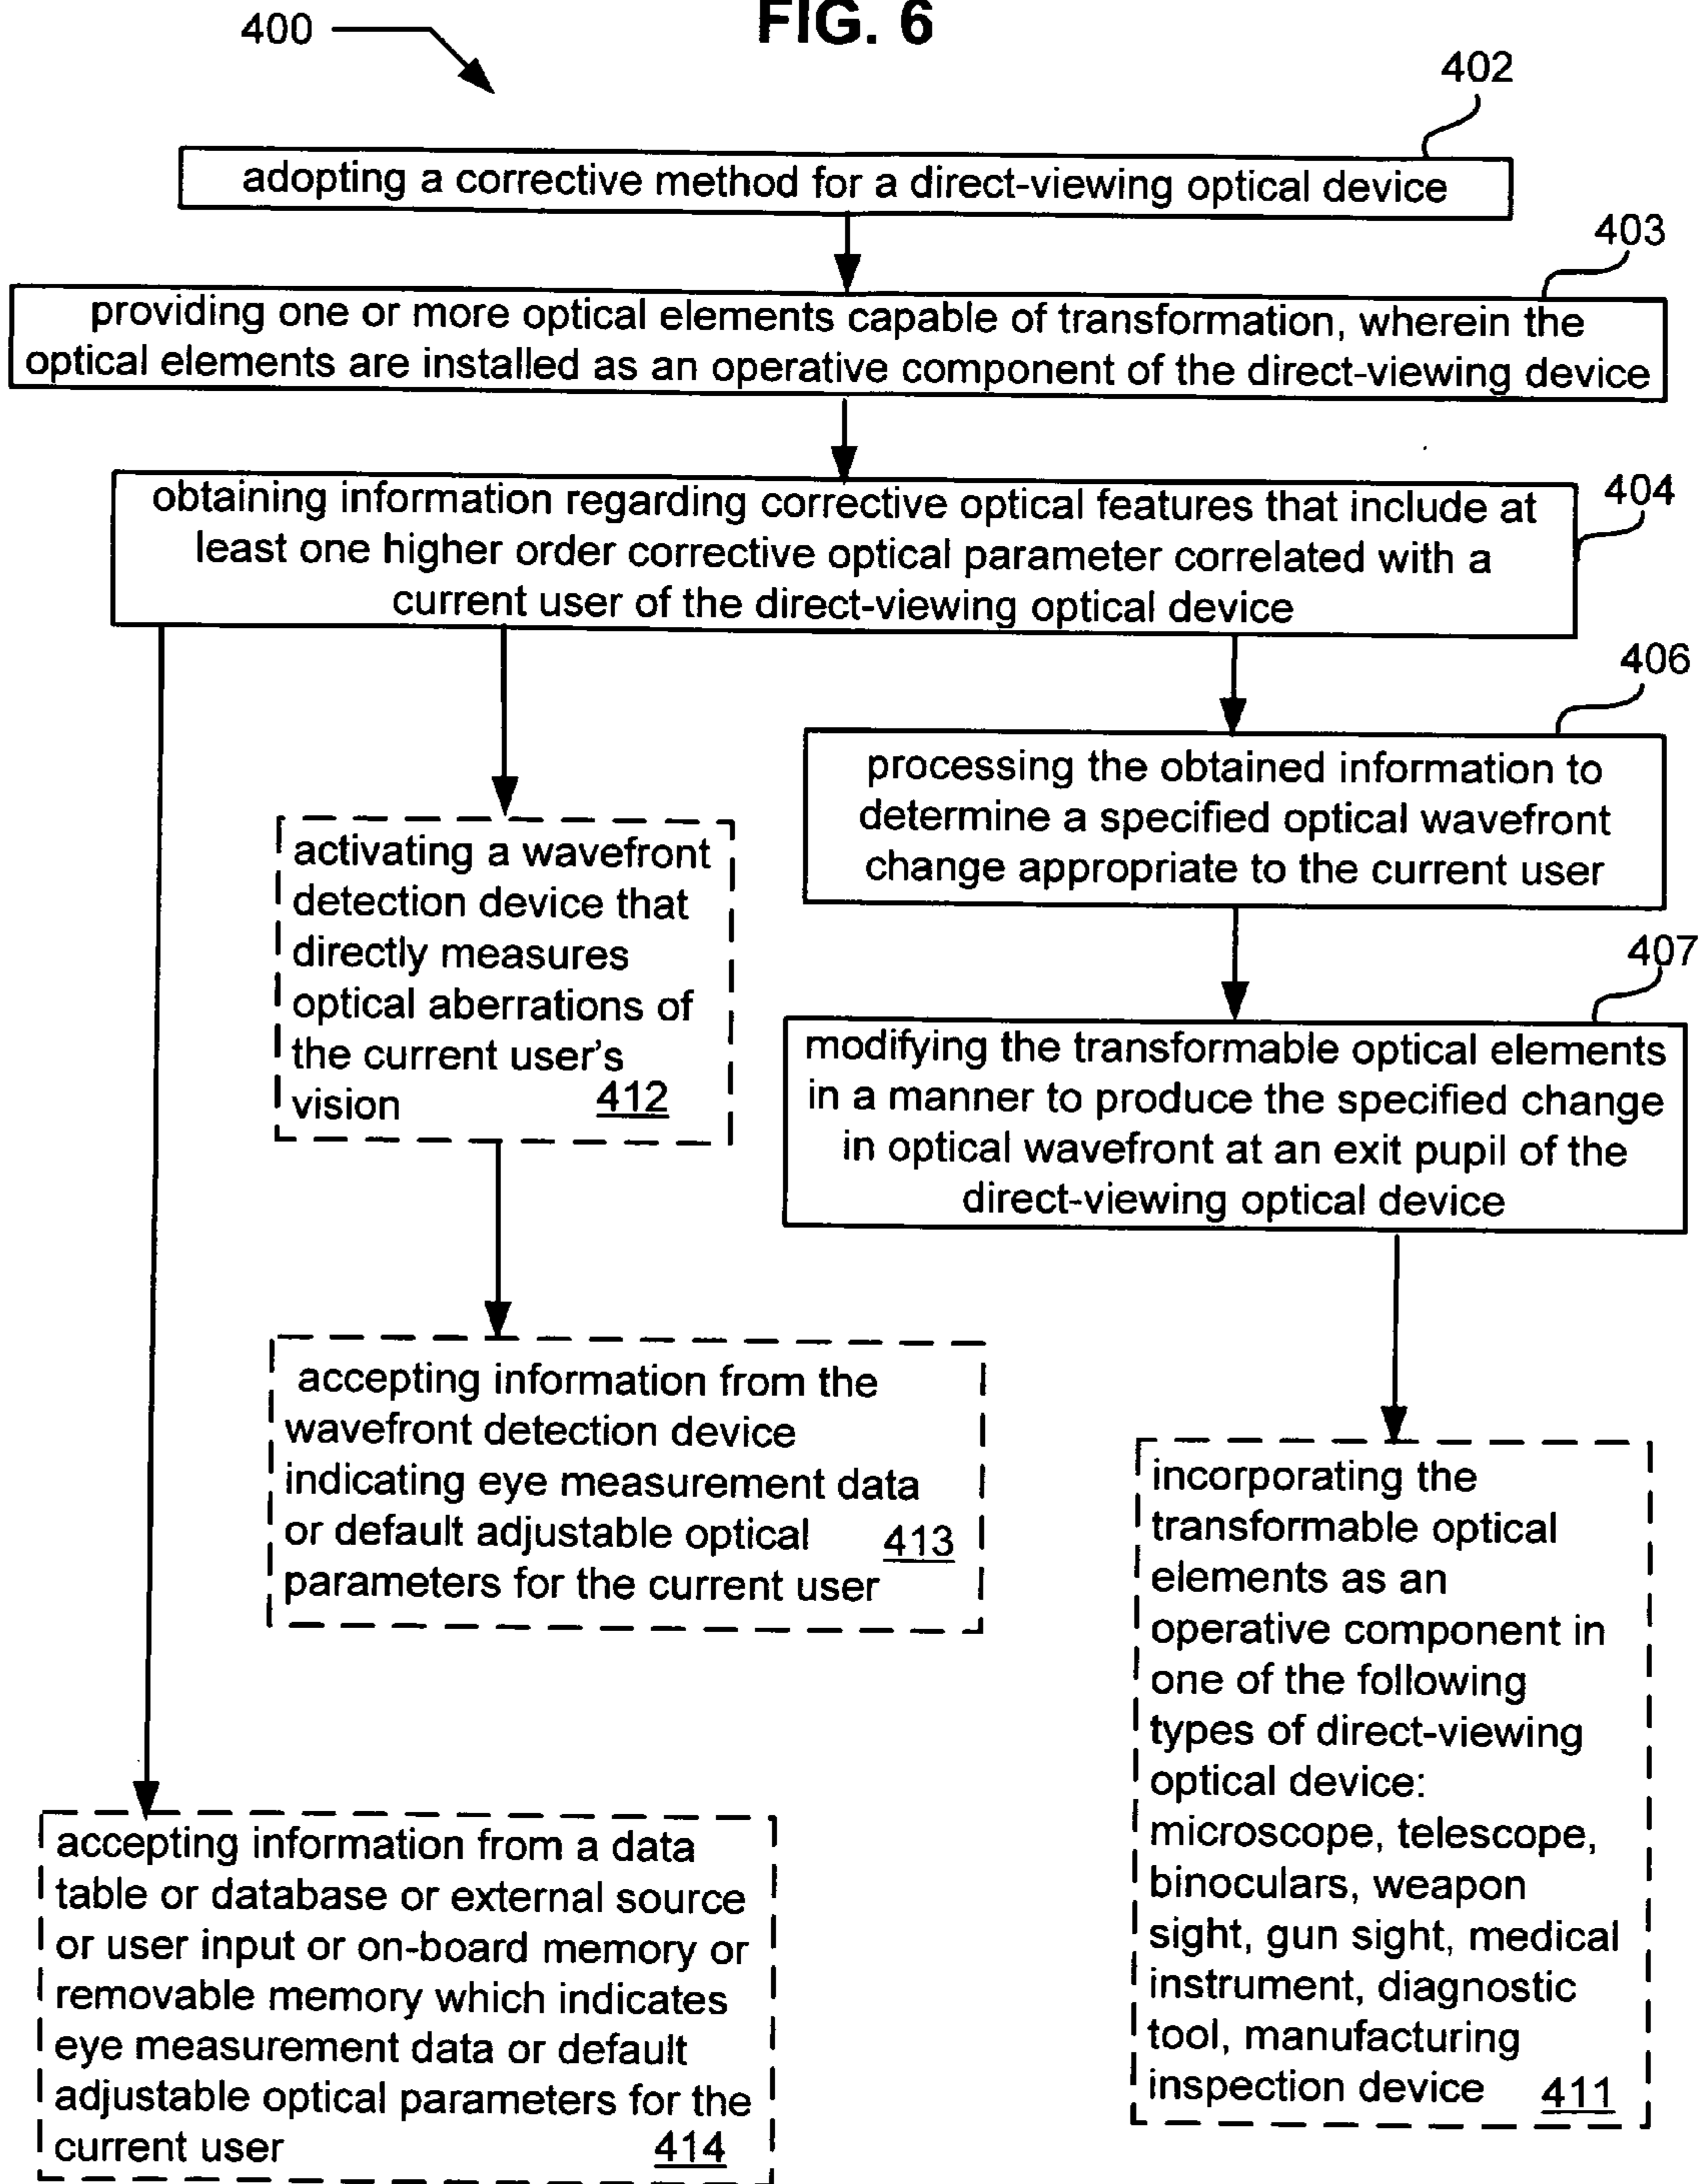 FIG. 6
400
402
adopting a corrective method for a direct-viewing optical device
403
providing one or more optical elements capable of transformation, wherein the
optical elements are installed as an operative component of the direct-viewing device
404
obtaining information regarding corrective optical features that include at
least one higher order corrective optical parameter correlated with a
current user of the direct-viewing optical device
406
processing the obtained information to
determine a specified optical wavefront
change appropriate to the current user
activating a wavefront
detection device that
directly measures
optical aberrations of
the current user's
vision 412
407
modifying the transformable optical elements
in a manner to produce the specified change
in optical wavefront at an exit pupil of the
direct-viewing optical device
accepting information from the
wavefront detection device
indicating eye measurement data
or default adjustable optical 413
parameters for the current user
incorporating the
transformable optical
elements as an
operative component in
one of the following
types of direct-viewing
optical device:
microscope, telescope,
binoculars, weapon
sight, gun sight, medical
instrument, diagnostic
tool, manufacturing
inspection device 411
accepting information from a data
table or database or external source
or user input or on-board memory or
removable memory which indicates
eye measurement data or default
adjustable optical parameters for the
current user 414